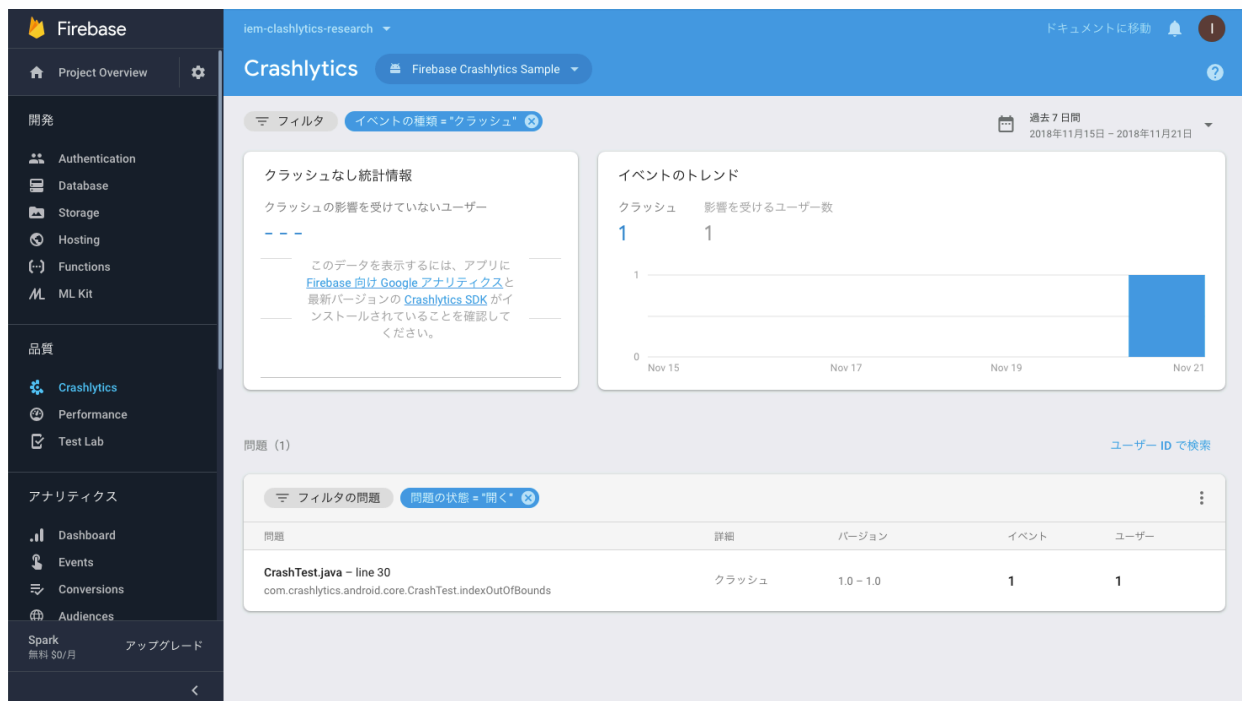 Firebase
Project Overview
開発
Authentication
Database
Storage
Hosting
Functions
ML Kit
品質
Crashlytics
Performance
Test Lab
アナリティクス
Dashboard
Events
Conversions
Audiences
Spark
無料 $0/月
アップグレード
iem-clashlytics-research
ドキュメントに移動
I
Crashlytics
Firebase Crashlytics Sample
フィルタ
イベントの種類 = "クラッシュ"
過去 7 日間
2018年11月15日 – 2018年11月21日
クラッシュなし統計情報
クラッシュの影響を受けていないユーザー
– – –
このデータを表示するには、アプリに
Firebase 向け Google アナリティクスと
最新バージョンの Crashlytics SDK がイ
ンストールされていることを確認して
ください。
イベントのトレンド
クラッシュ 影響を受けるユーザー数
1 1
1
0
Nov 15 Nov 17 Nov 19 Nov 21
問題（1）
ユーザー ID で検索
フィルタの問題
問題の状態 = "開く"
問題 詳細 バージョン イベント ユーザー
CrashTest.java – line 30
com.crashlytics.android.core.CrashTest.indexOutOfBounds
クラッシュ 1.0 – 1.0 1 1